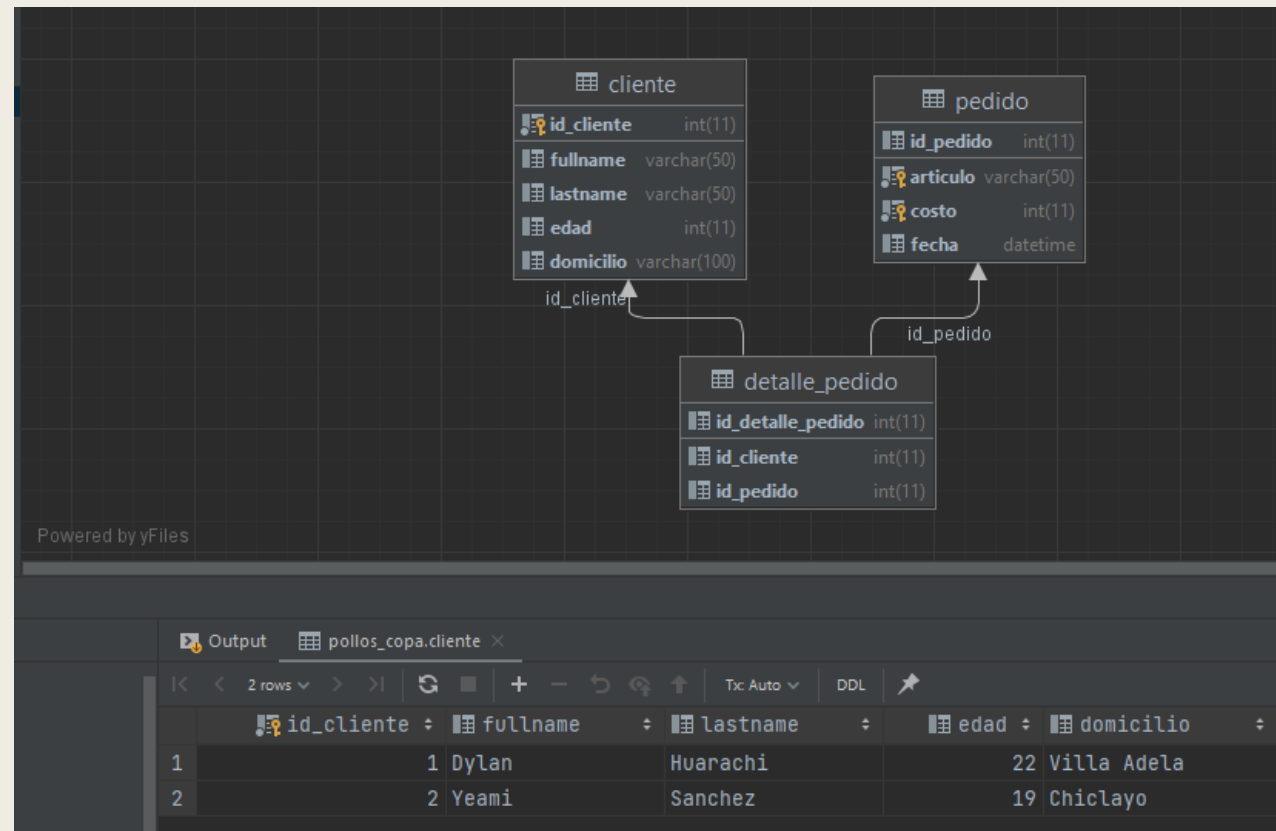 cliente
id_cliente int(11)
fullname varchar(50)
lastname varchar(50)
edad int(11)
domicilio varchar(100)
pedido
id_pedido int(11)
articulo varchar(50)
costo int(11)
fecha datetime
id_cliente
id_pedido
detalle_pedido
id_detalle_pedido int(11)
id_cliente int(11)
id_pedido int(11)
Powered by yFiles
Output pollos_copa.cliente
2 rows Tx: Auto DDL
id_cliente fullname lastname edad domicilio
1 1 Dylan Huarachi 22 Villa Adela
2 2 Yeami Sanchez 19 Chiclayo